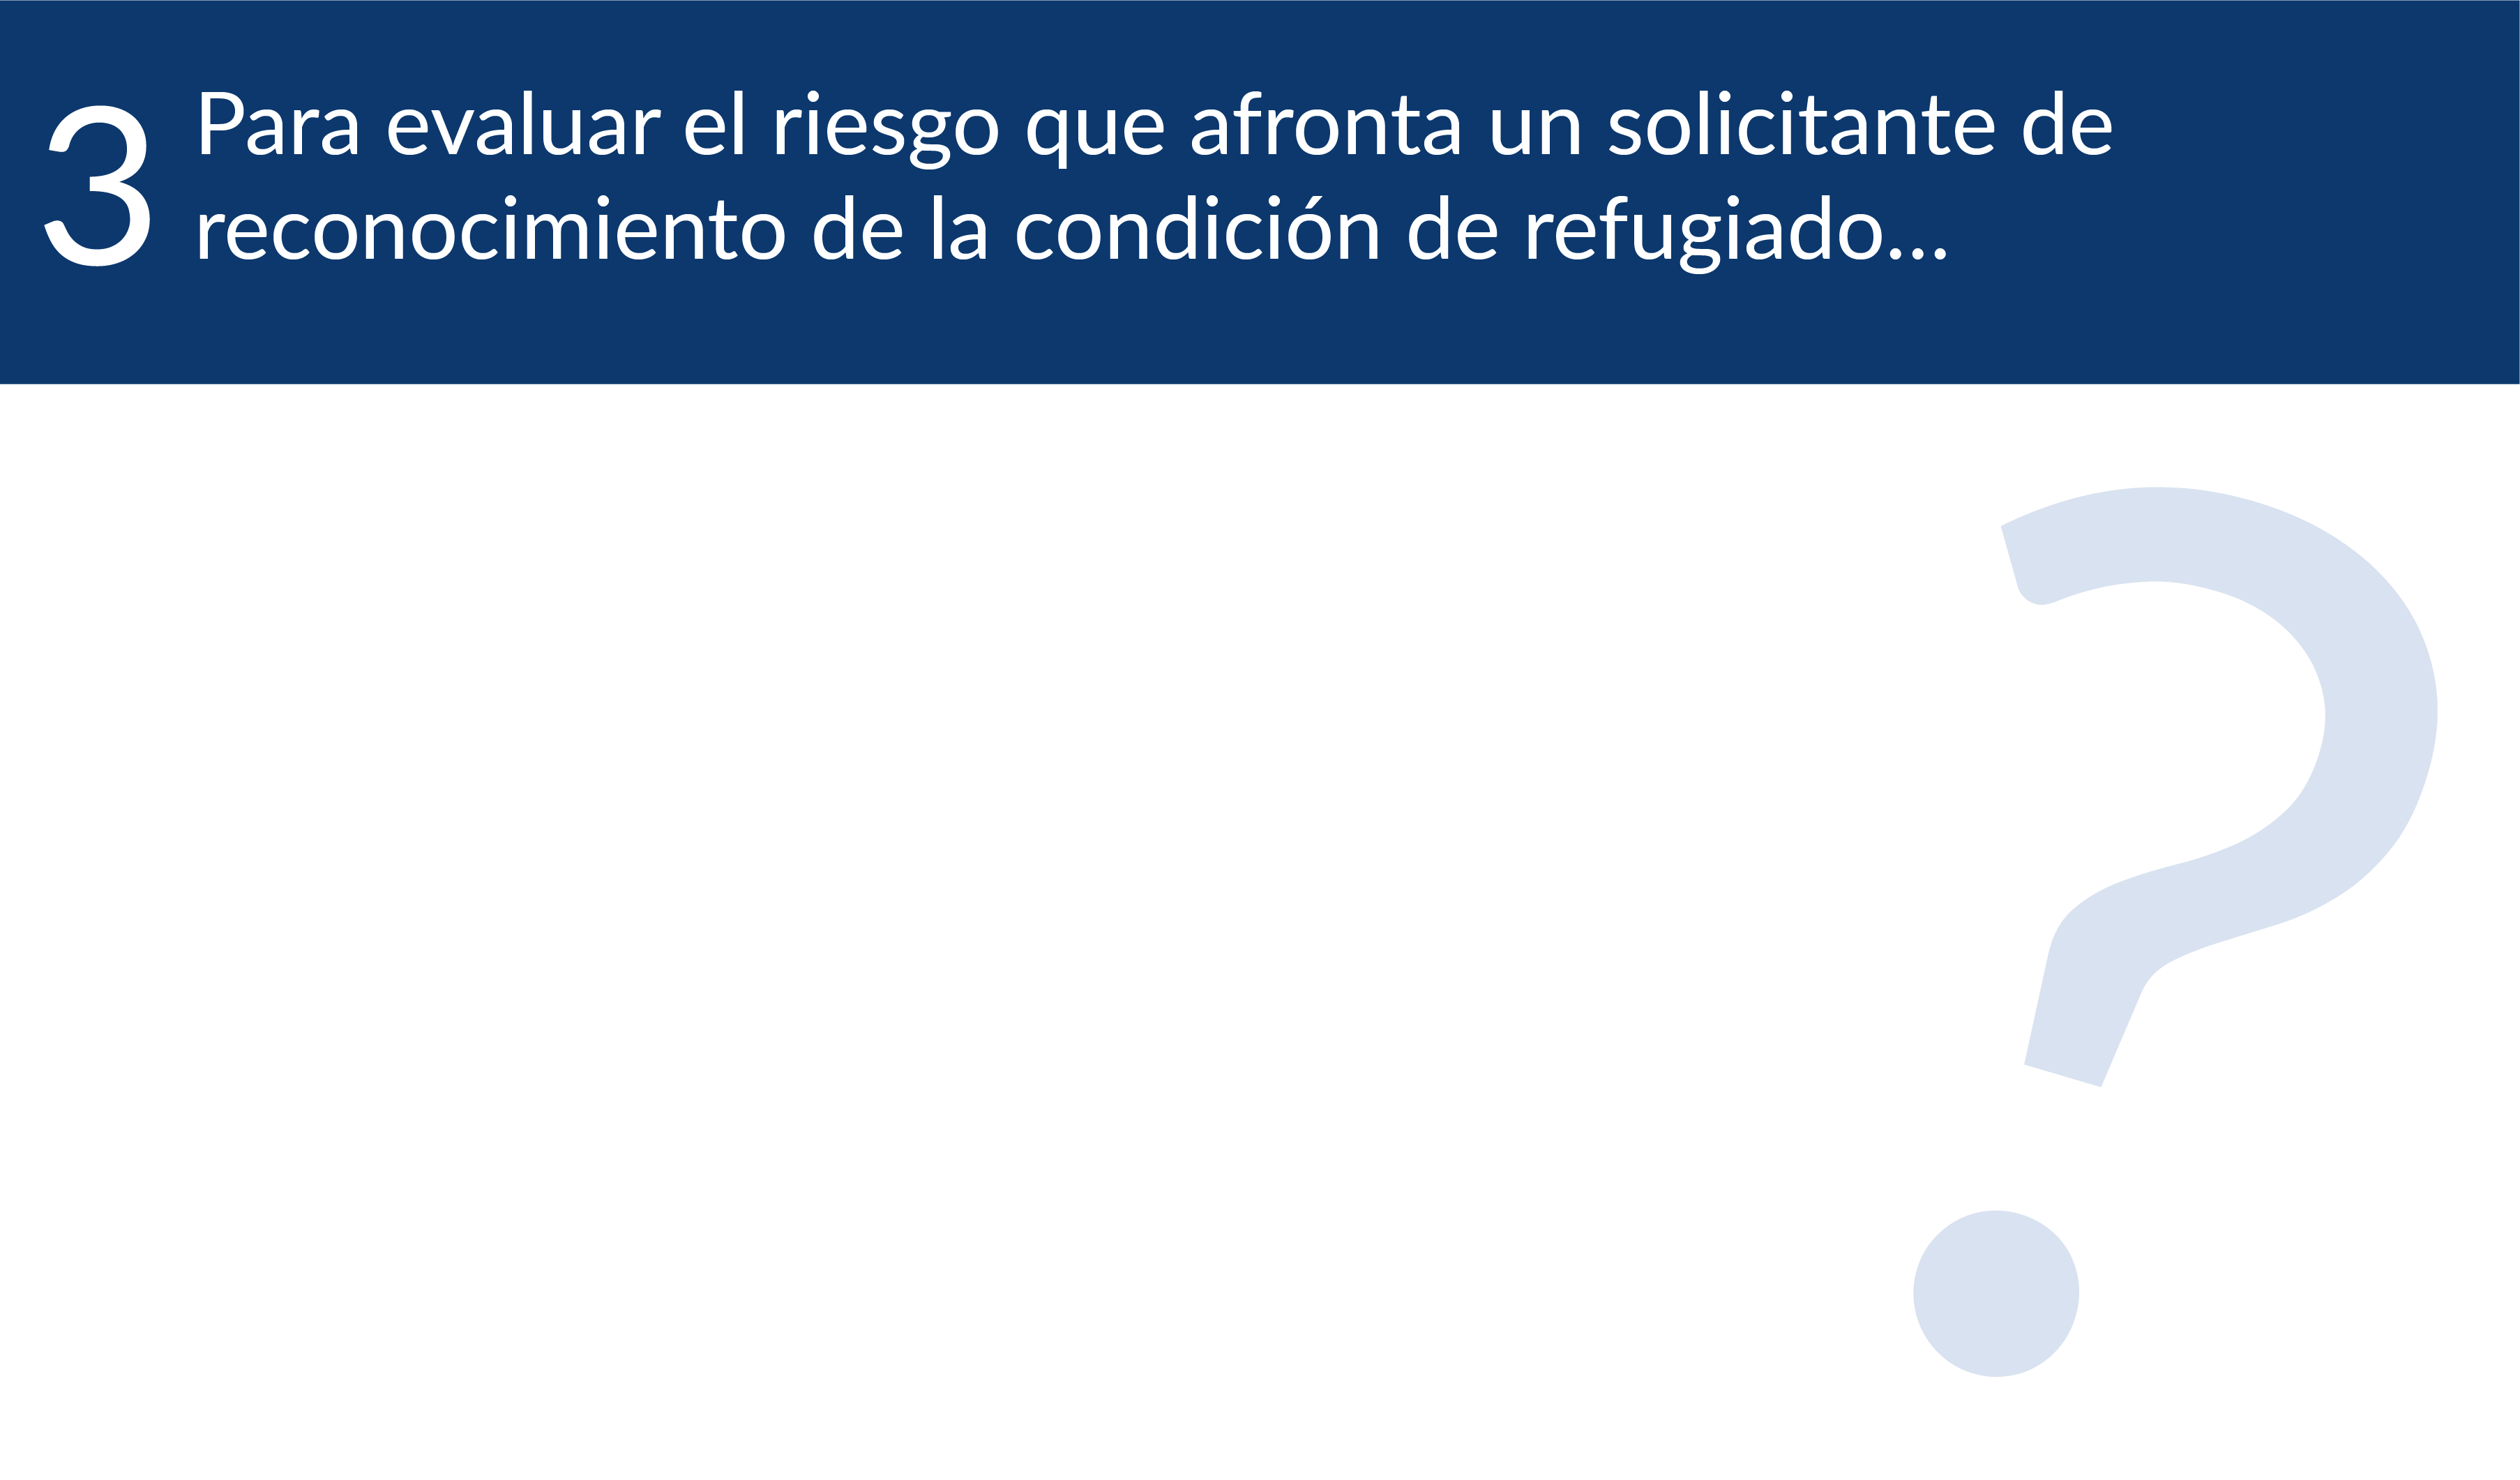 3
Para evaluar el riesgo que afronta un solicitante de
reconocimiento de la condición de refugiado...
?